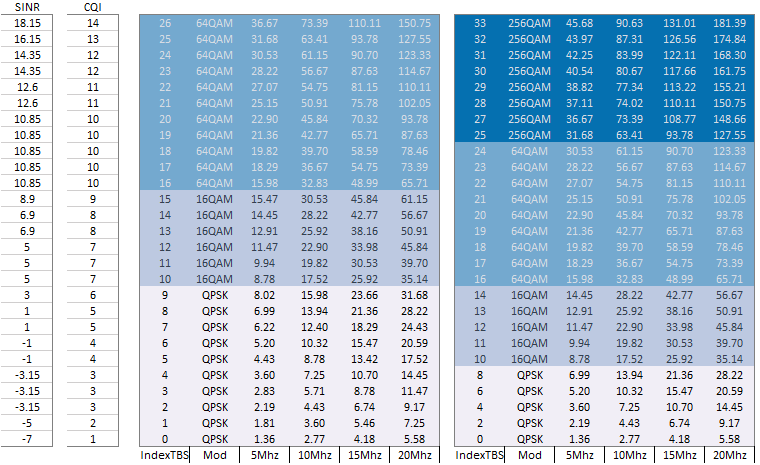 SINR CQI
18.15 14 26 64QAM 36.67 73.39 110.11 150.75 33 256QAM 45.68 90.63 131.01 181.39
16.15 13 25 64QAM 31.68 63.41 93.78 127.55 32 256QAM 43.97 87.31 126.56 174.84
14.35 12 24 64QAM 30.53 61.15 90.70 123.33 31 256QAM 42.25 83.99 122.11 168.30
14.35 12 23 64QAM 28.22 56.67 87.63 114.67 30 256QAM 40.54 80.67 117.66 161.75
12.6 11 22 64QAM 27.07 54.75 81.15 110.11 29 256QAM 38.82 77.34 113.22 155.21
12.6 11 21 64QAM 25.15 50.91 75.78 102.05 28 256QAM 37.11 74.02 110.11 150.75
10.85 10 20 64QAM 22.90 45.84 70.32 93.78 27 256QAM 36.67 73.39 108.77 148.66
10.85 10 19 64QAM 21.36 42.77 65.71 87.63 25 256QAM 31.68 63.41 93.78 127.55
10.85 10 18 64QAM 19.82 39.70 58.59 78.46 24 64QAM 30.53 61.15 90.70 123.33
10.85 10 17 64QAM 18.29 36.67 54.75 73.39 23 64QAM 28.22 56.67 87.63 114.67
10.85 10 16 64QAM 15.98 32.83 48.99 65.71 22 64QAM 27.07 54.75 81.15 110.11
8.9 9 15 16QAM 15.47 30.53 45.84 61.15 21 64QAM 25.15 50.91 75.78 102.05
6.9 8 14 16QAM 14.45 28.22 42.77 56.67 20 64QAM 22.90 45.84 70.32 93.78
6.9 8 13 16QAM 12.91 25.92 38.16 50.91 19 64QAM 21.36 42.77 65.71 87.63
5 7 12 16QAM 11.47 22.90 33.98 45.84 18 64QAM 19.82 39.70 58.59 78.46
5 7 11 16QAM 9.94 19.82 30.53 39.70 17 64QAM 18.29 36.67 54.75 73.39
5 7 10 16QAM 8.78 17.52 25.92 35.14 16 64QAM 15.98 32.83 48.99 65.71
3 6 9 QPSK 8.02 15.98 23.66 31.68 14 16QAM 14.45 28.22 42.77 56.67
1 5 8 QPSK 6.99 13.94 21.36 28.22 13 16QAM 12.91 25.92 38.16 50.91
1 5 7 QPSK 6.22 12.40 18.29 24.43 12 16QAM 11.47 22.90 33.98 45.84
-1 4 6 QPSK 5.20 10.32 15.47 20.59 11 16QAM 9.94 19.82 30.53 39.70
-1 4 5 QPSK 4.43 8.78 13.42 17.52 10 16QAM 8.78 17.52 25.92 35.14
-3.15 3 4 QPSK 3.60 7.25 10.70 14.45 8 QPSK 6.99 13.94 21.36 28.22
-3.15 3 3 QPSK 2.83 5.71 8.78 11.47 6 QPSK 5.20 10.32 15.47 20.59
-3.15 3 2 QPSK 2.19 4.43 6.74 9.17 4 QPSK 3.60 7.25 10.70 14.45
-5 2 1 QPSK 1.81 3.60 5.46 7.25 2 QPSK 2.19 4.43 6.74 9.17
-7 1 0 QPSK 1.36 2.77 4.18 5.58 0 QPSK 1.36 2.77 4.18 5.58
IndexTBS Mod 5Mhz 10Mhz 15Mhz 20Mhz IndexTBS Mod 5Mhz 10Mhz 15Mhz 20Mhz